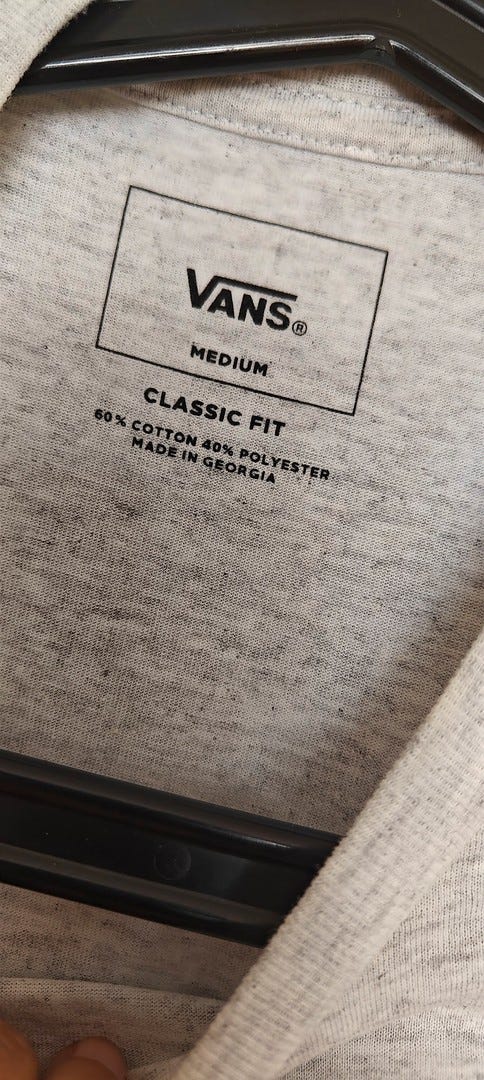 VANS®
MEDIUM
CLASSIC FIT
60% COTTON 40% POLYESTER
MADE IN GEORGIA